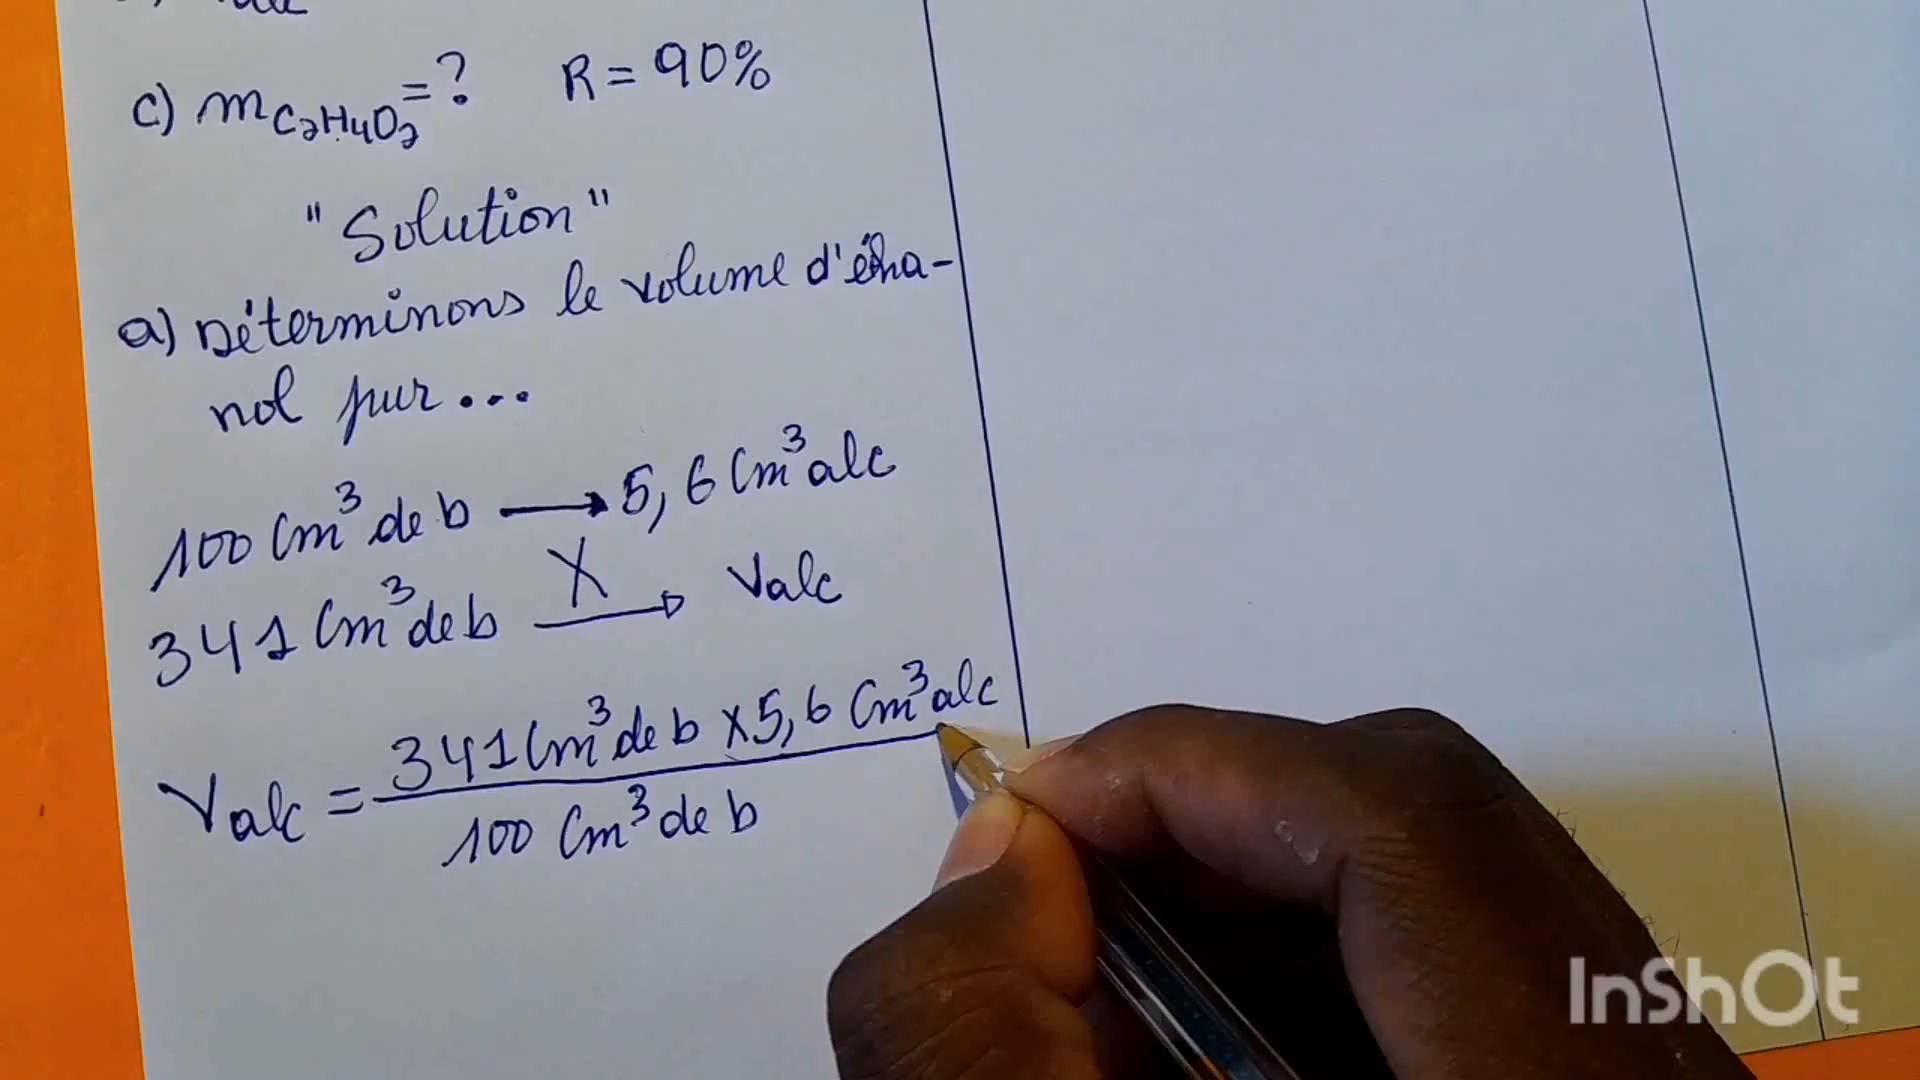 c) mC₂H₄O₂=? R = 90%
"Solution"
a) Déterminons le volume d'étha-
nol pur...
100 Cm³ de b → 5,6 Cm³ alc
341 Cm³ de b X → Valc
341 Cm³ de b x 5,6 Cm³ alc
Valc =
100 Cm³ de b
InShOt